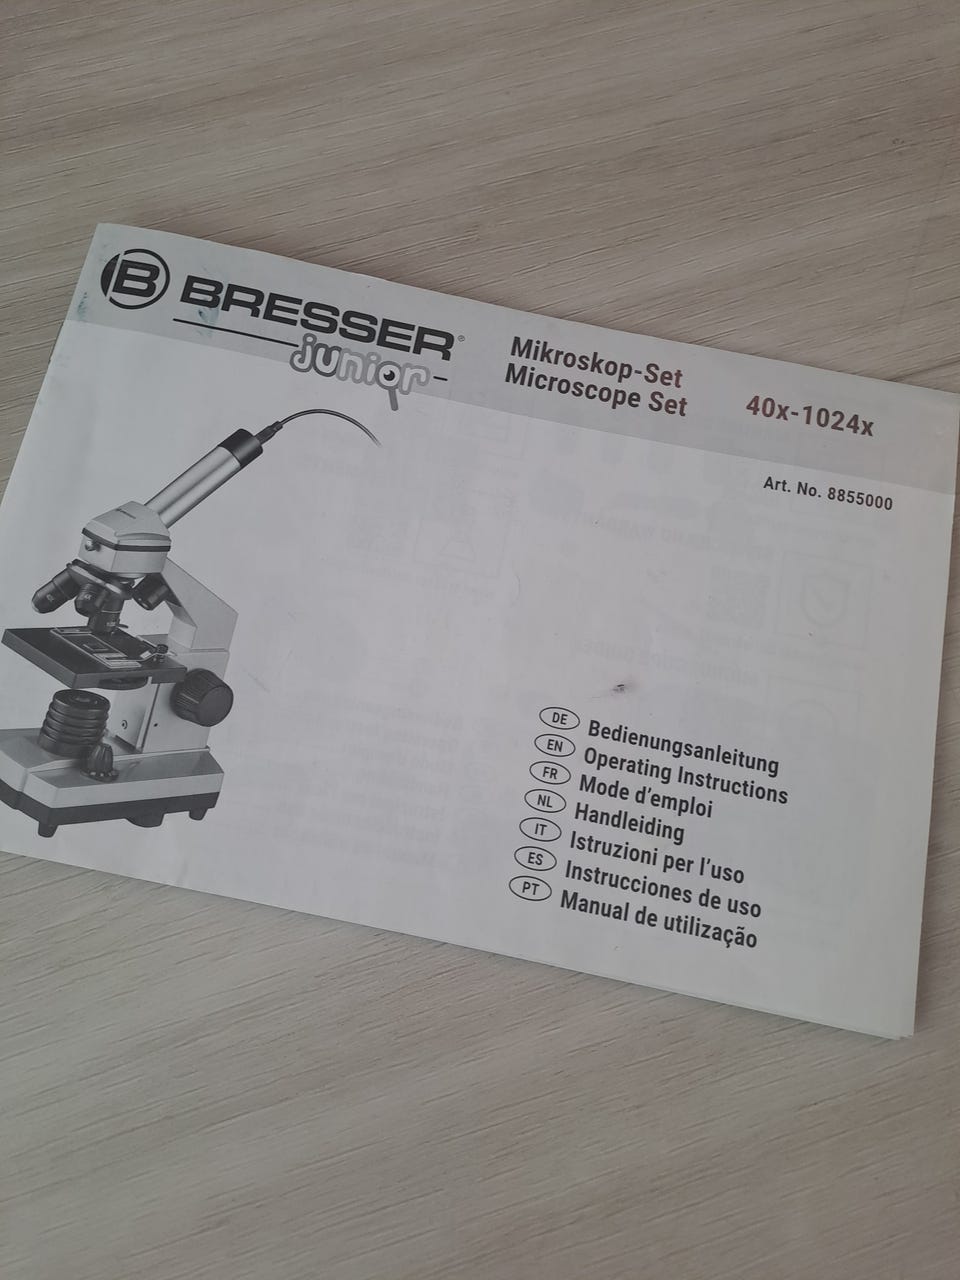 B BRESSER®
junior
Mikroskop-Set
Microscope Set
40x-1024x
Art. No. 8855000
DE Bedienungsanleitung
EN Operating Instructions
FR Mode d'emploi
NL Handleiding
IT Istruzioni per l'uso
ES Instrucciones de uso
PT Manual de utilização